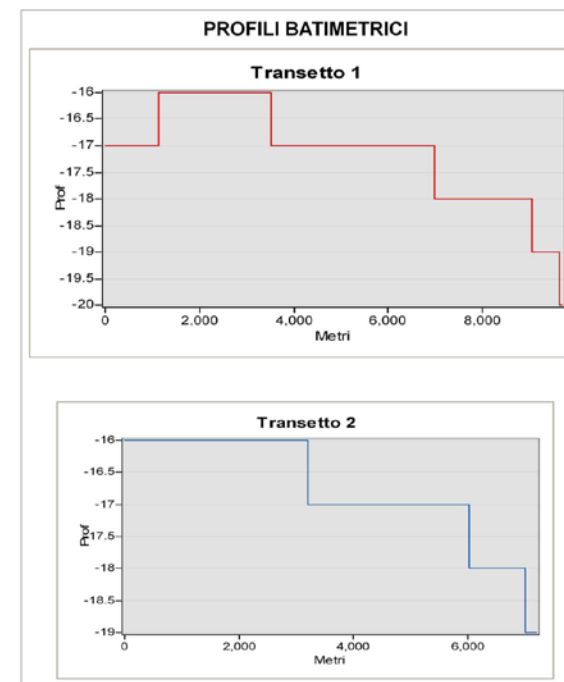 PROFILI BATIMETRICI
Transetto 1
-16
-16.5
-17
-17.5
-18
-18.5
-19
-19.5
-20
Prof
0 2,000 4,000 6,000 8,000
Metri
Transetto 2
-16
-16.5
-17
-17.5
-18
-18.5
-19
Prof
0 2,000 4,000 6,000
Metri